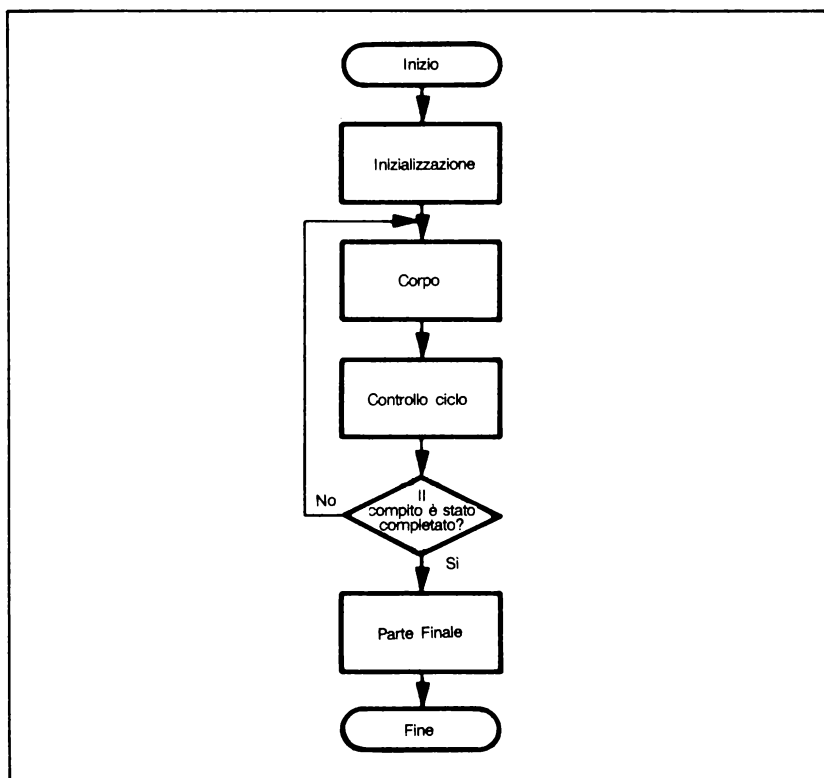 Inizio
Inizializzazione
Corpo
Controllo ciclo
No
Il
compito è stato
completato?
Si
Parte Finale
Fine